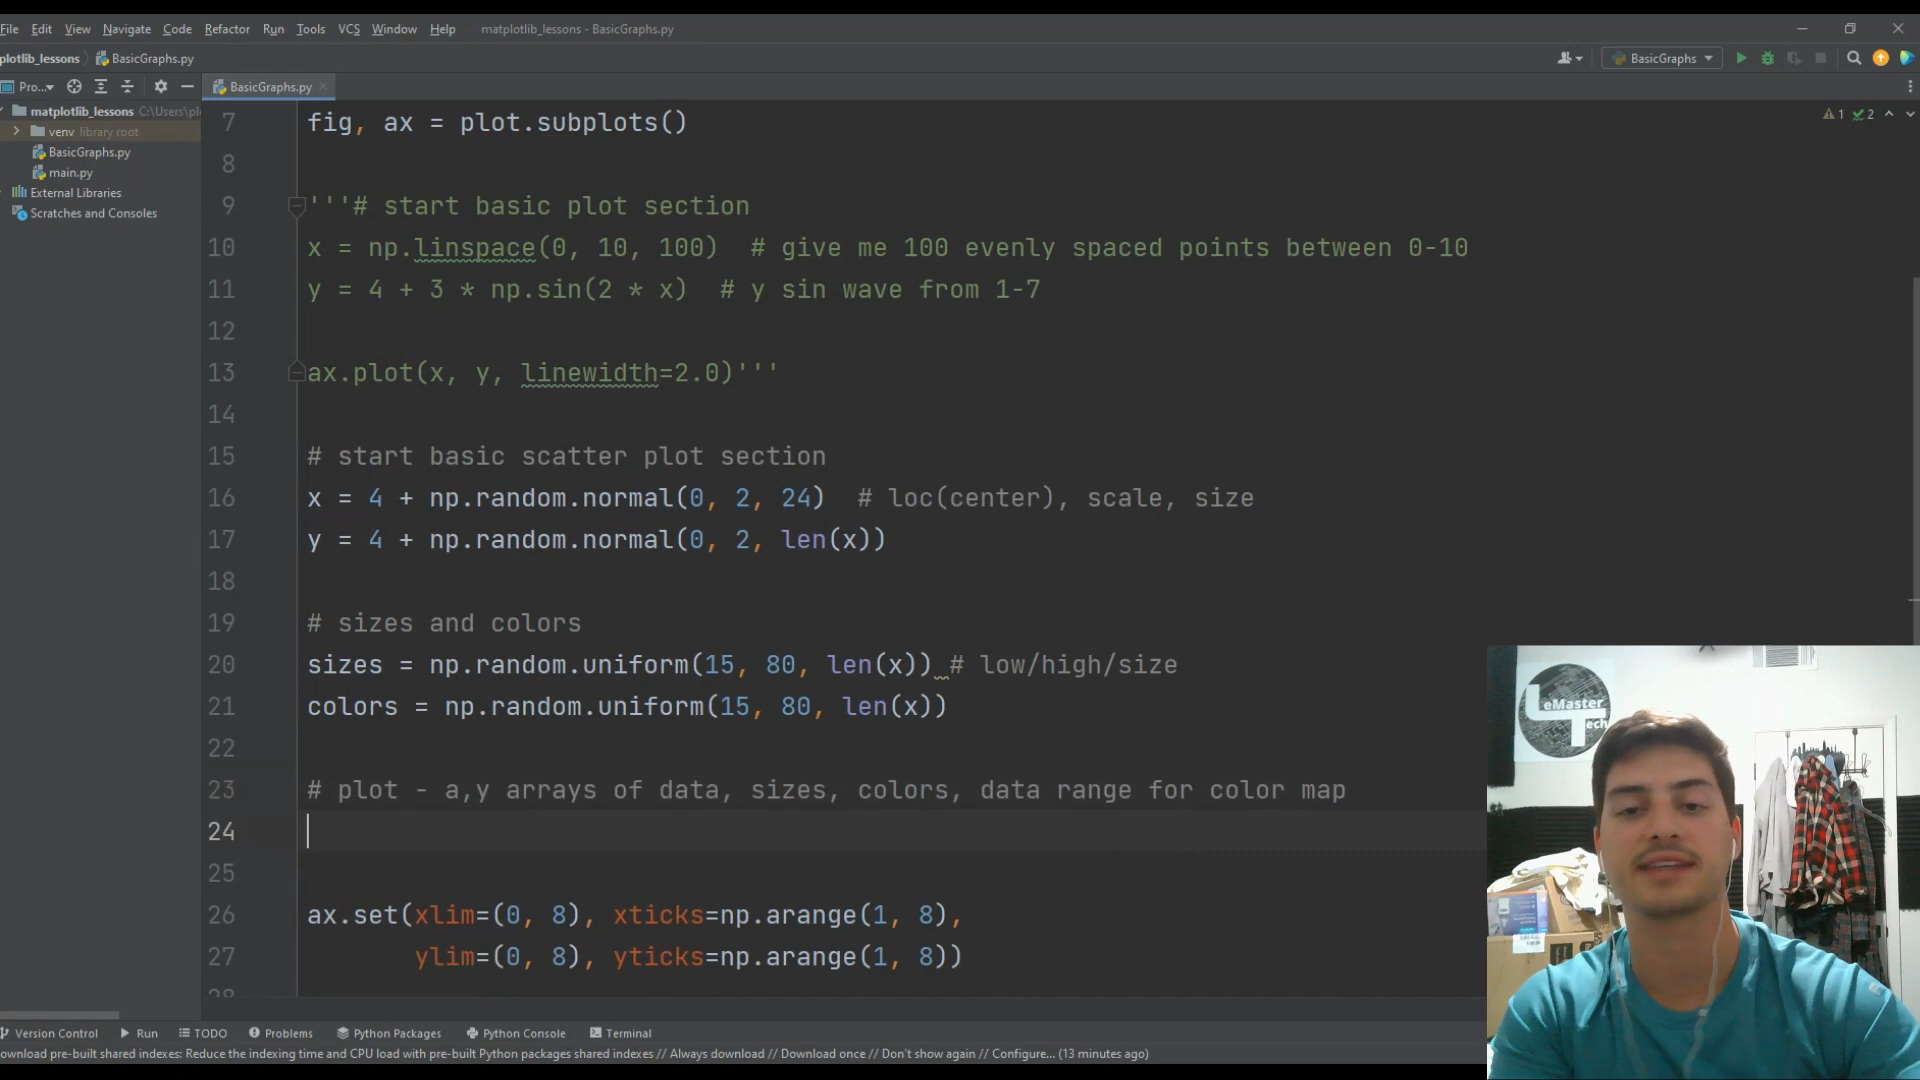 File Edit View Navigate Code Refactor Run Tools VCS Window Help matplotlib_lessons - BasicGraphs.py
plotlib_lessons BasicGraphs.py BasicGraphs
Pro... BasicGraphs.py
matplotlib_lessons C:\Users\pl
venv library root
BasicGraphs.py
main.py
External Libraries
Scratches and Consoles
1 2
7 fig, ax = plot.subplots()
8
9 '''# start basic plot section
10 x = np.linspace(0, 10, 100)  # give me 100 evenly spaced points between 0-10
11 y = 4 + 3 * np.sin(2 * x)  # y sin wave from 1-7
12
13 ax.plot(x, y, linewidth=2.0)'''
14
15 # start basic scatter plot section
16 x = 4 + np.random.normal(0, 2, 24)  # loc(center), scale, size
17 y = 4 + np.random.normal(0, 2, len(x))
18
19 # sizes and colors
20 sizes = np.random.uniform(15, 80, len(x)) # low/high/size
21 colors = np.random.uniform(15, 80, len(x))
22
23 # plot - a,y arrays of data, sizes, colors, data range for color map
24
25
26 ax.set(xlim=(0, 8), xticks=np.arange(1, 8),
27 ylim=(0, 8), yticks=np.arange(1, 8))
28
eMaster
ech
Version Control Run TODO Problems Python Packages Python Console Terminal
ownload pre-built shared indexes: Reduce the indexing time and CPU load with pre-built Python packages shared indexes // Always download // Download once // Don't show again // Configure... (13 minutes ago)